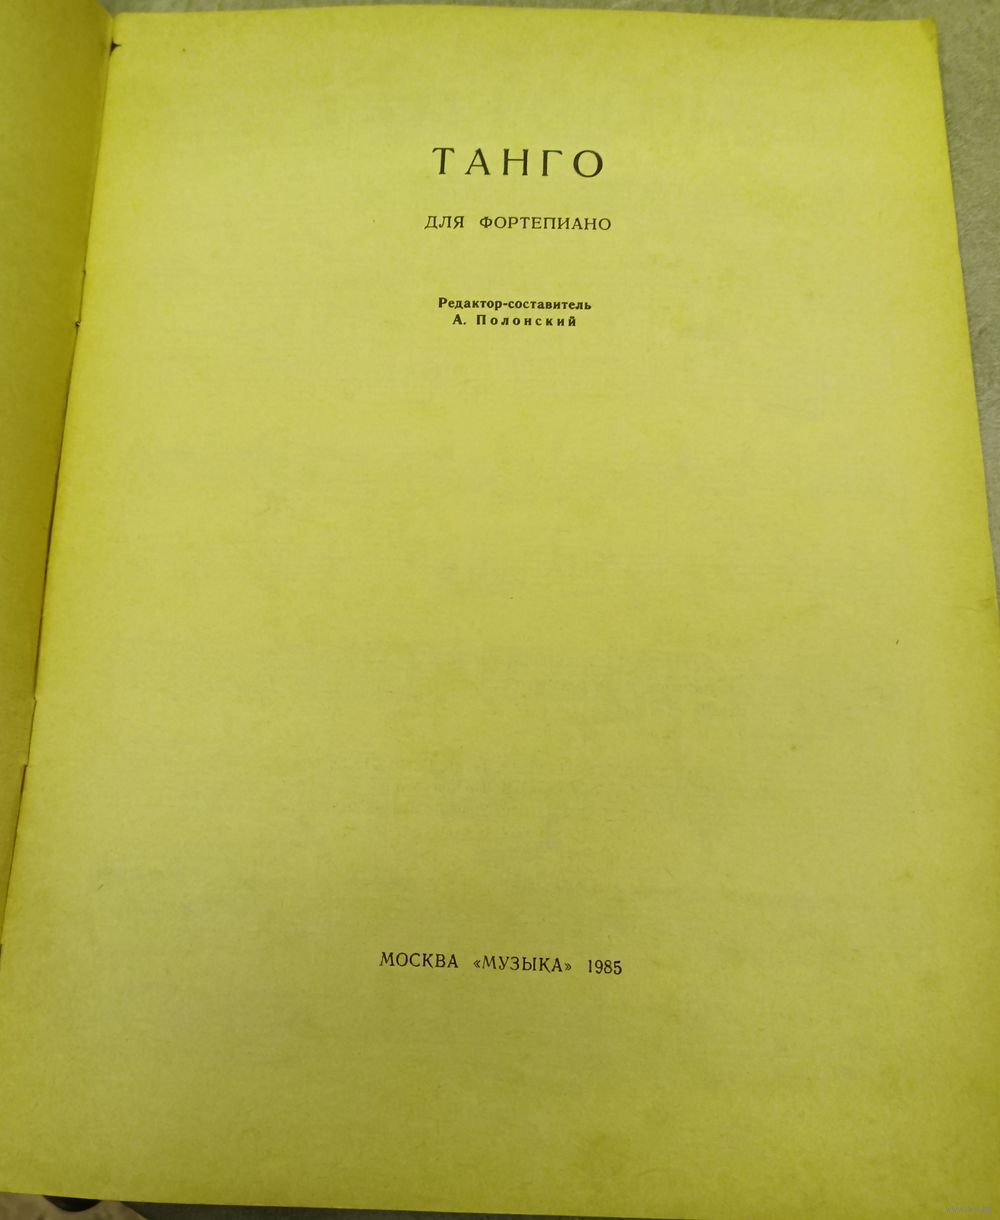 ТАНГО
ДЛЯ ФОРТЕПИАНО
Редактор-составитель
А. Полонский
МОСКВА «МУЗЫКА» 1985